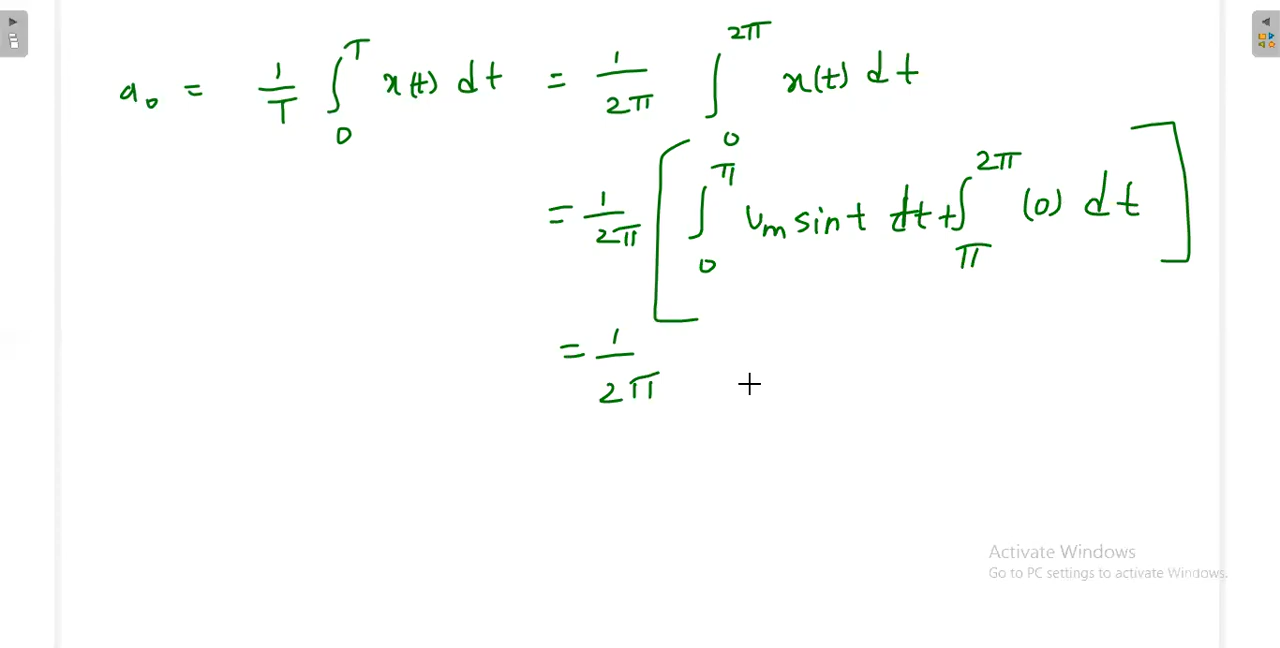 a₀ = 1/T ∫₀ᵀ x(t) dt = 1/2π ∫₀^2π x(t) dt
= 1/2π [ ∫₀^π Vm sin t dt + ∫π^2π (0) dt ]
= 1/2π
Activate Windows
Go to PC settings to activate Windows.